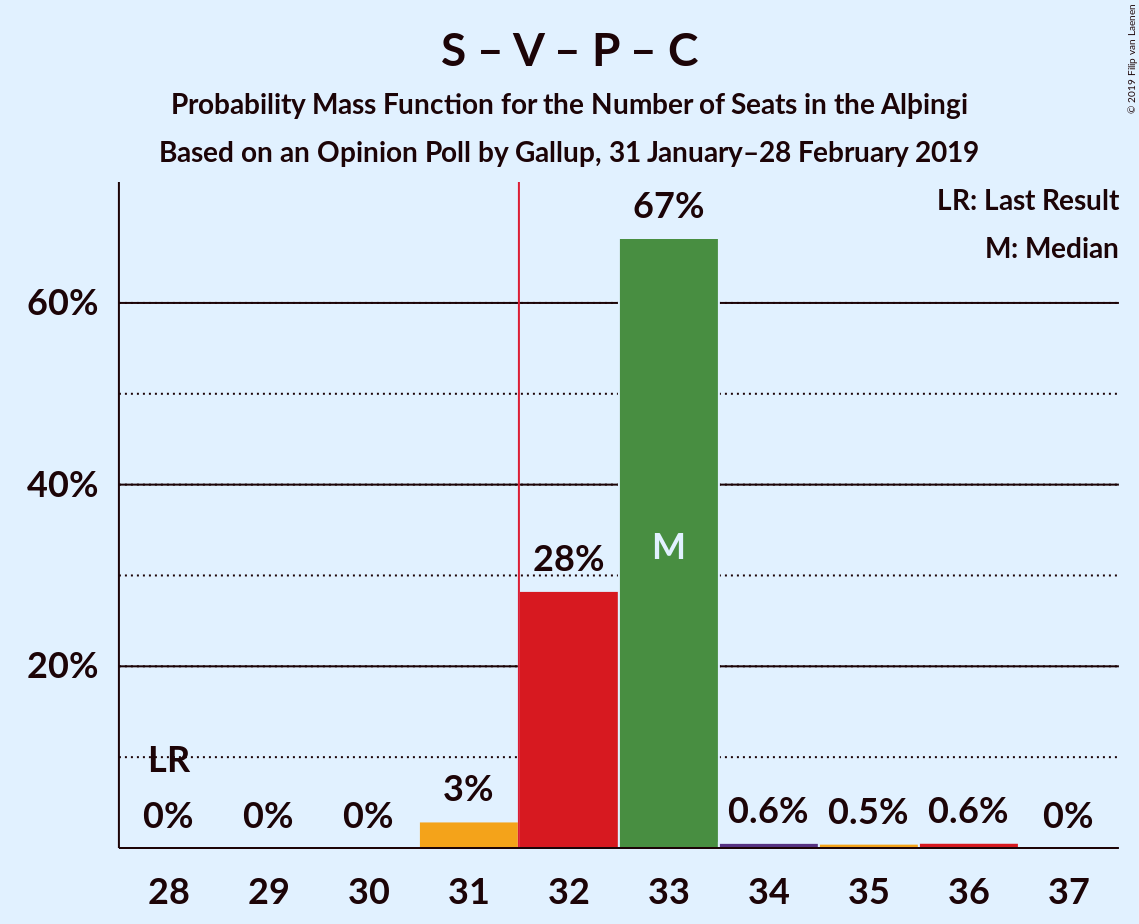 S – V – P – C
Probability Mass Function for the Number of Seats in the Alþingi
Based on an Opinion Poll by Gallup, 31 January–28 February 2019
© 2019 Filip van Laenen
LR: Last Result
M: Median
67%
60%
40%
28%
M
20%
LR
0%
0%
0%
3%
0.6%
0.5%
0.6%
0%
28 29 30 31 32 33 34 35 36 37